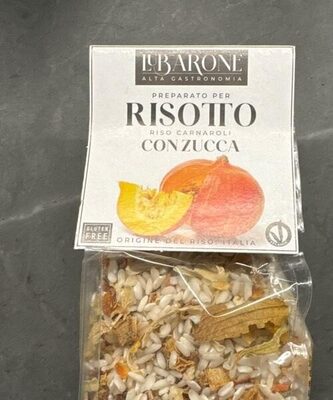 LE BARONE
ALTA GASTRONOMIA
PREPARATO PER
RISOTTO
RISO CARNAROLI
CON ZUCCA
GLUTEN
FREE
ORIGINE DEL RISO: ITALIA